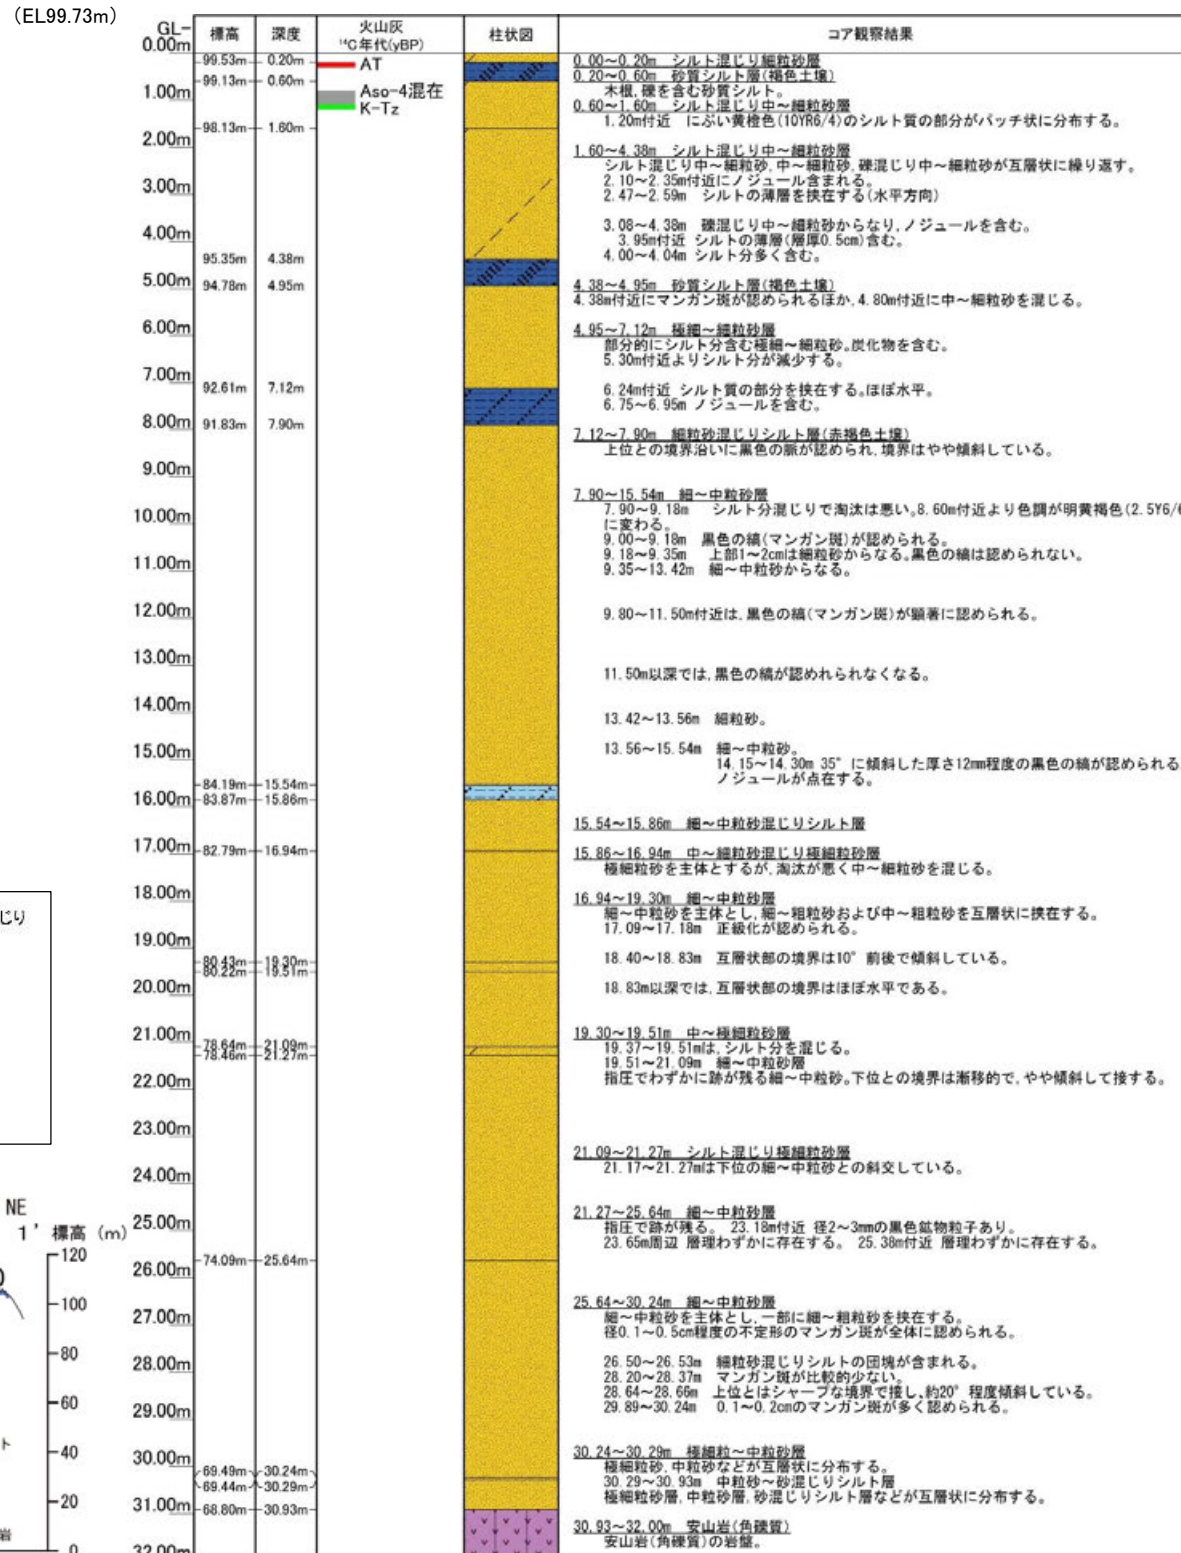 (EL99.73m)
GL-
0.00m
標高
深度
火山灰
¹⁴C年代(yBP)
柱状図
コア観察結果
99.53m 0.20m
AT
99.13m 0.60m
1.00m
Aso-4混在
K-Tz
98.13m 1.60m
2.00m
3.00m
4.00m
95.35m 4.38m
5.00m
94.78m 4.95m
6.00m
7.00m
92.61m 7.12m
8.00m
91.83m 7.90m
9.00m
10.00m
11.00m
12.00m
13.00m
14.00m
15.00m
84.19m 15.54m
16.00m
83.87m 15.86m
17.00m
82.79m 16.94m
18.00m
19.00m
80.43m 19.30m
80.22m 19.51m
20.00m
21.00m
78.64m 21.09m
78.46m 21.27m
22.00m
23.00m
24.00m
25.00m
74.09m 25.64m
26.00m
27.00m
28.00m
29.00m
30.00m
69.49m 30.24m
69.44m 30.29m
31.00m
68.80m 30.93m
32.00m
0.00～0.20m シルト混じり細粒砂層
0.20～0.60m 砂質シルト層(褐色土壌)
木根,礫を含む砂質シルト。
0.60～1.60m シルト混じり中～細粒砂層
1.20m付近 にぶい黄橙色(10YR6/4)のシルト質の部分がパッチ状に分布する。
1.60～4.38m シルト混じり中～細粒砂層
シルト混じり中～細粒砂,中～細粒砂,礫混じり中～細粒砂が互層状に繰り返す。
2.10～2.35m付近にノジュール含まれる。
2.47～2.59m シルトの薄層を挟在する(水平方向)
3.08～4.38m 礫混じり中～細粒砂からなり,ノジュールを含む。
3.95m付近 シルトの薄層(層厚0.5cm)含む。
4.00～4.04m シルト分多く含む。
4.38～4.95m 砂質シルト層(褐色土壌)
4.38m付近にマンガン斑が認められるほか,4.80m付近に中～細粒砂を混じる。
4.95～7.12m 極細～細粒砂層
部分的にシルト分含む極細～細粒砂。炭化物を含む。
5.30m付近よりシルト分が減少する。
6.24m付近 シルト質の部分を挟在する。ほぼ水平。
6.75～6.95m ノジュールを含む。
7.12～7.90m 細粒砂混じりシルト層(赤褐色土壌)
上位との境界沿いに黒色の脈が認められ,境界はやや傾斜している。
7.90～15.54m 細～中粒砂層
7.90～9.18m シルト分混じりで淘汰は悪い。8.60m付近より色調が明黄褐色(2.5Y6/6
に変わる。
9.00～9.18m 黒色の縞(マンガン斑)が認められる。
9.18～9.35m 上部1～2cmは細粒砂からなる。黒色の縞は認められない。
9.35～13.42m 細～中粒砂からなる。
9.80～11.50m付近は,黒色の縞(マンガン斑)が顕著に認められる。
11.50m以深では,黒色の縞が認めれられなくなる。
13.42～13.56m 細粒砂。
13.56～15.54m 細～中粒砂。
14.15～14.30m 35°に傾斜した厚さ12mm程度の黒色の縞が認められる
ノジュールが点在する。
15.54～15.86m 細～中粒砂混じりシルト層
15.86～16.94m 中～細粒砂混じり極細粒砂層
極細粒砂を主体とするが,淘汰が悪く中～細粒砂を混じる。
16.94～19.30m 細～中粒砂層
細～中粒砂を主体とし,細～粗粒砂および中～粗粒砂を互層状に挟在する。
17.09～17.18m 正級化が認められる。
18.40～18.83m 互層状部の境界は10°前後で傾斜している。
18.83m以深では,互層状部の境界はほぼ水平である。
19.30～19.51m 中～極細粒砂層
19.37～19.51mは,シルト分を混じる。
19.51～21.09m 細～中粒砂層
指圧でわずかに跡が残る細～中粒砂。下位との境界は漸移的で,やや傾斜して接する。
21.09～21.27m シルト混じり極細粒砂層
21.17～21.27mは下位の細～中粒砂との斜交している。
21.27～25.64m 細～中粒砂層
指圧で跡が残る。 23.18m付近 径2～3mmの黒色鉱物粒子あり。
23.65m周辺 層理わずかに存在する。 25.38m付近 層理わずかに存在する。
25.64～30.24m 細～中粒砂層
細～中粒砂を主体とし,一部に細～粗粒砂を挟在する。
径0.1～0.5cm程度の不定形のマンガン斑が全体に認められる。
26.50～26.53m 細粒砂混じりシルトの団塊が含まれる。
28.20～28.37m マンガン斑が比較的少ない。
28.64～28.66m 上位とはシャープな境界で接し,約20°程度傾斜している。
29.89～30.24m 0.1～0.2cmのマンガン斑が多く認められる。
30.24～30.29m 極細粒～中粒砂層
極細粒砂,中粒砂などが互層状に分布する。
30.29～30.93m 中粒砂～砂混じりシルト層
極細粒砂層,中粒砂層,砂混じりシルト層などが互層状に分布する。
30.93～32.00m 安山岩(角礫質)
安山岩(角礫質)の岩盤。
じり
NE
1' 標高 (m)
120
100
80
60
40
20
0
ト
岩